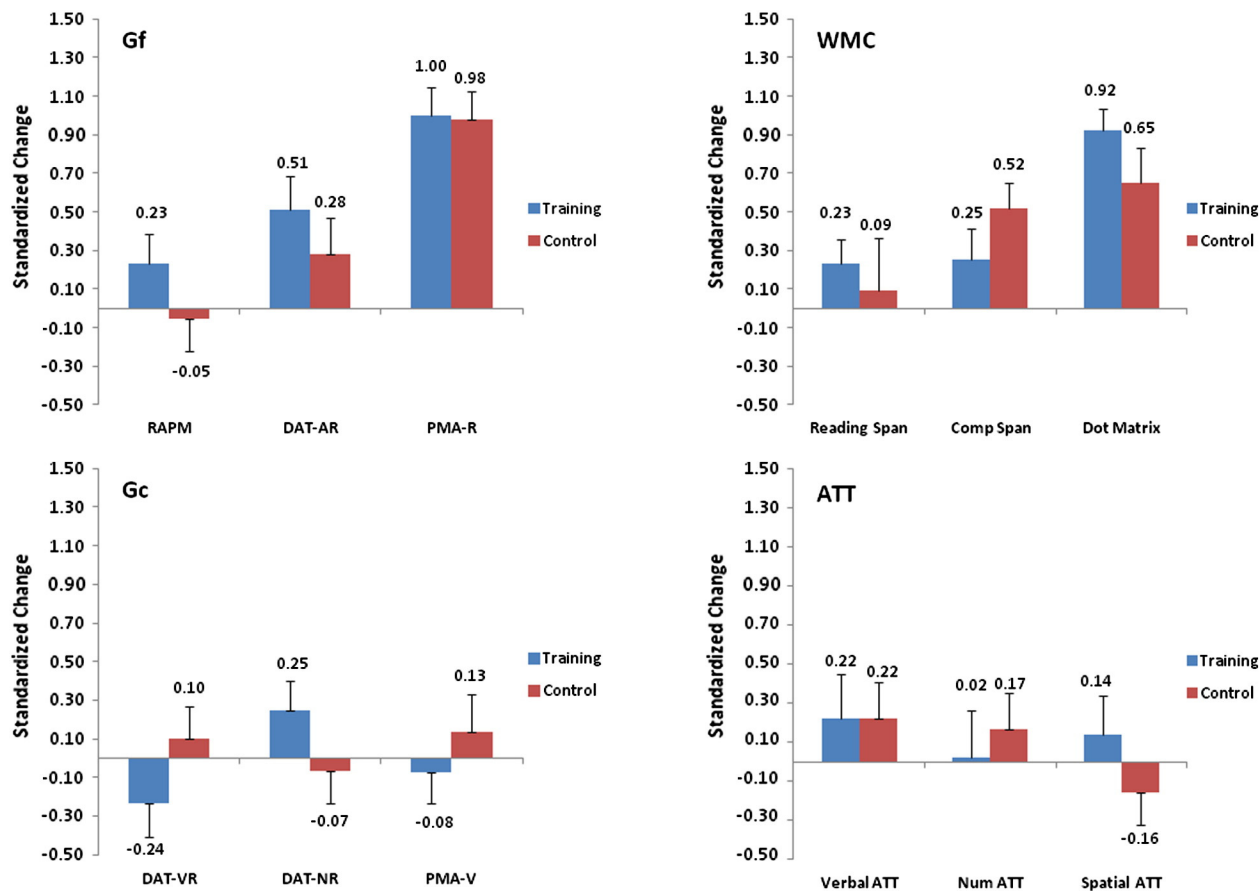 Gf
Standardized Change
1.50
1.30
1.10
0.90
0.70
0.50
0.30
0.10
-0.10
-0.30
-0.50
0.23
-0.05
0.51
0.28
1.00
0.98
RAPM
DAT-AR
PMA-R
Training
Control
WMC
Standardized Change
1.50
1.30
1.10
0.90
0.70
0.50
0.30
0.10
-0.10
-0.30
-0.50
0.23
0.09
0.25
0.52
0.92
0.65
Reading Span
Comp Span
Dot Matrix
Training
Control
Gc
Standardized Change
1.50
1.30
1.10
0.90
0.70
0.50
0.30
0.10
-0.10
-0.30
-0.50
-0.24
0.10
0.25
-0.07
-0.08
0.13
DAT-VR
DAT-NR
PMA-V
Training
Control
ATT
Standardized Change
1.50
1.30
1.10
0.90
0.70
0.50
0.30
0.10
-0.10
-0.30
-0.50
0.22
0.22
0.02
0.17
0.14
-0.16
Verbal ATT
Num ATT
Spatial ATT
Training
Control